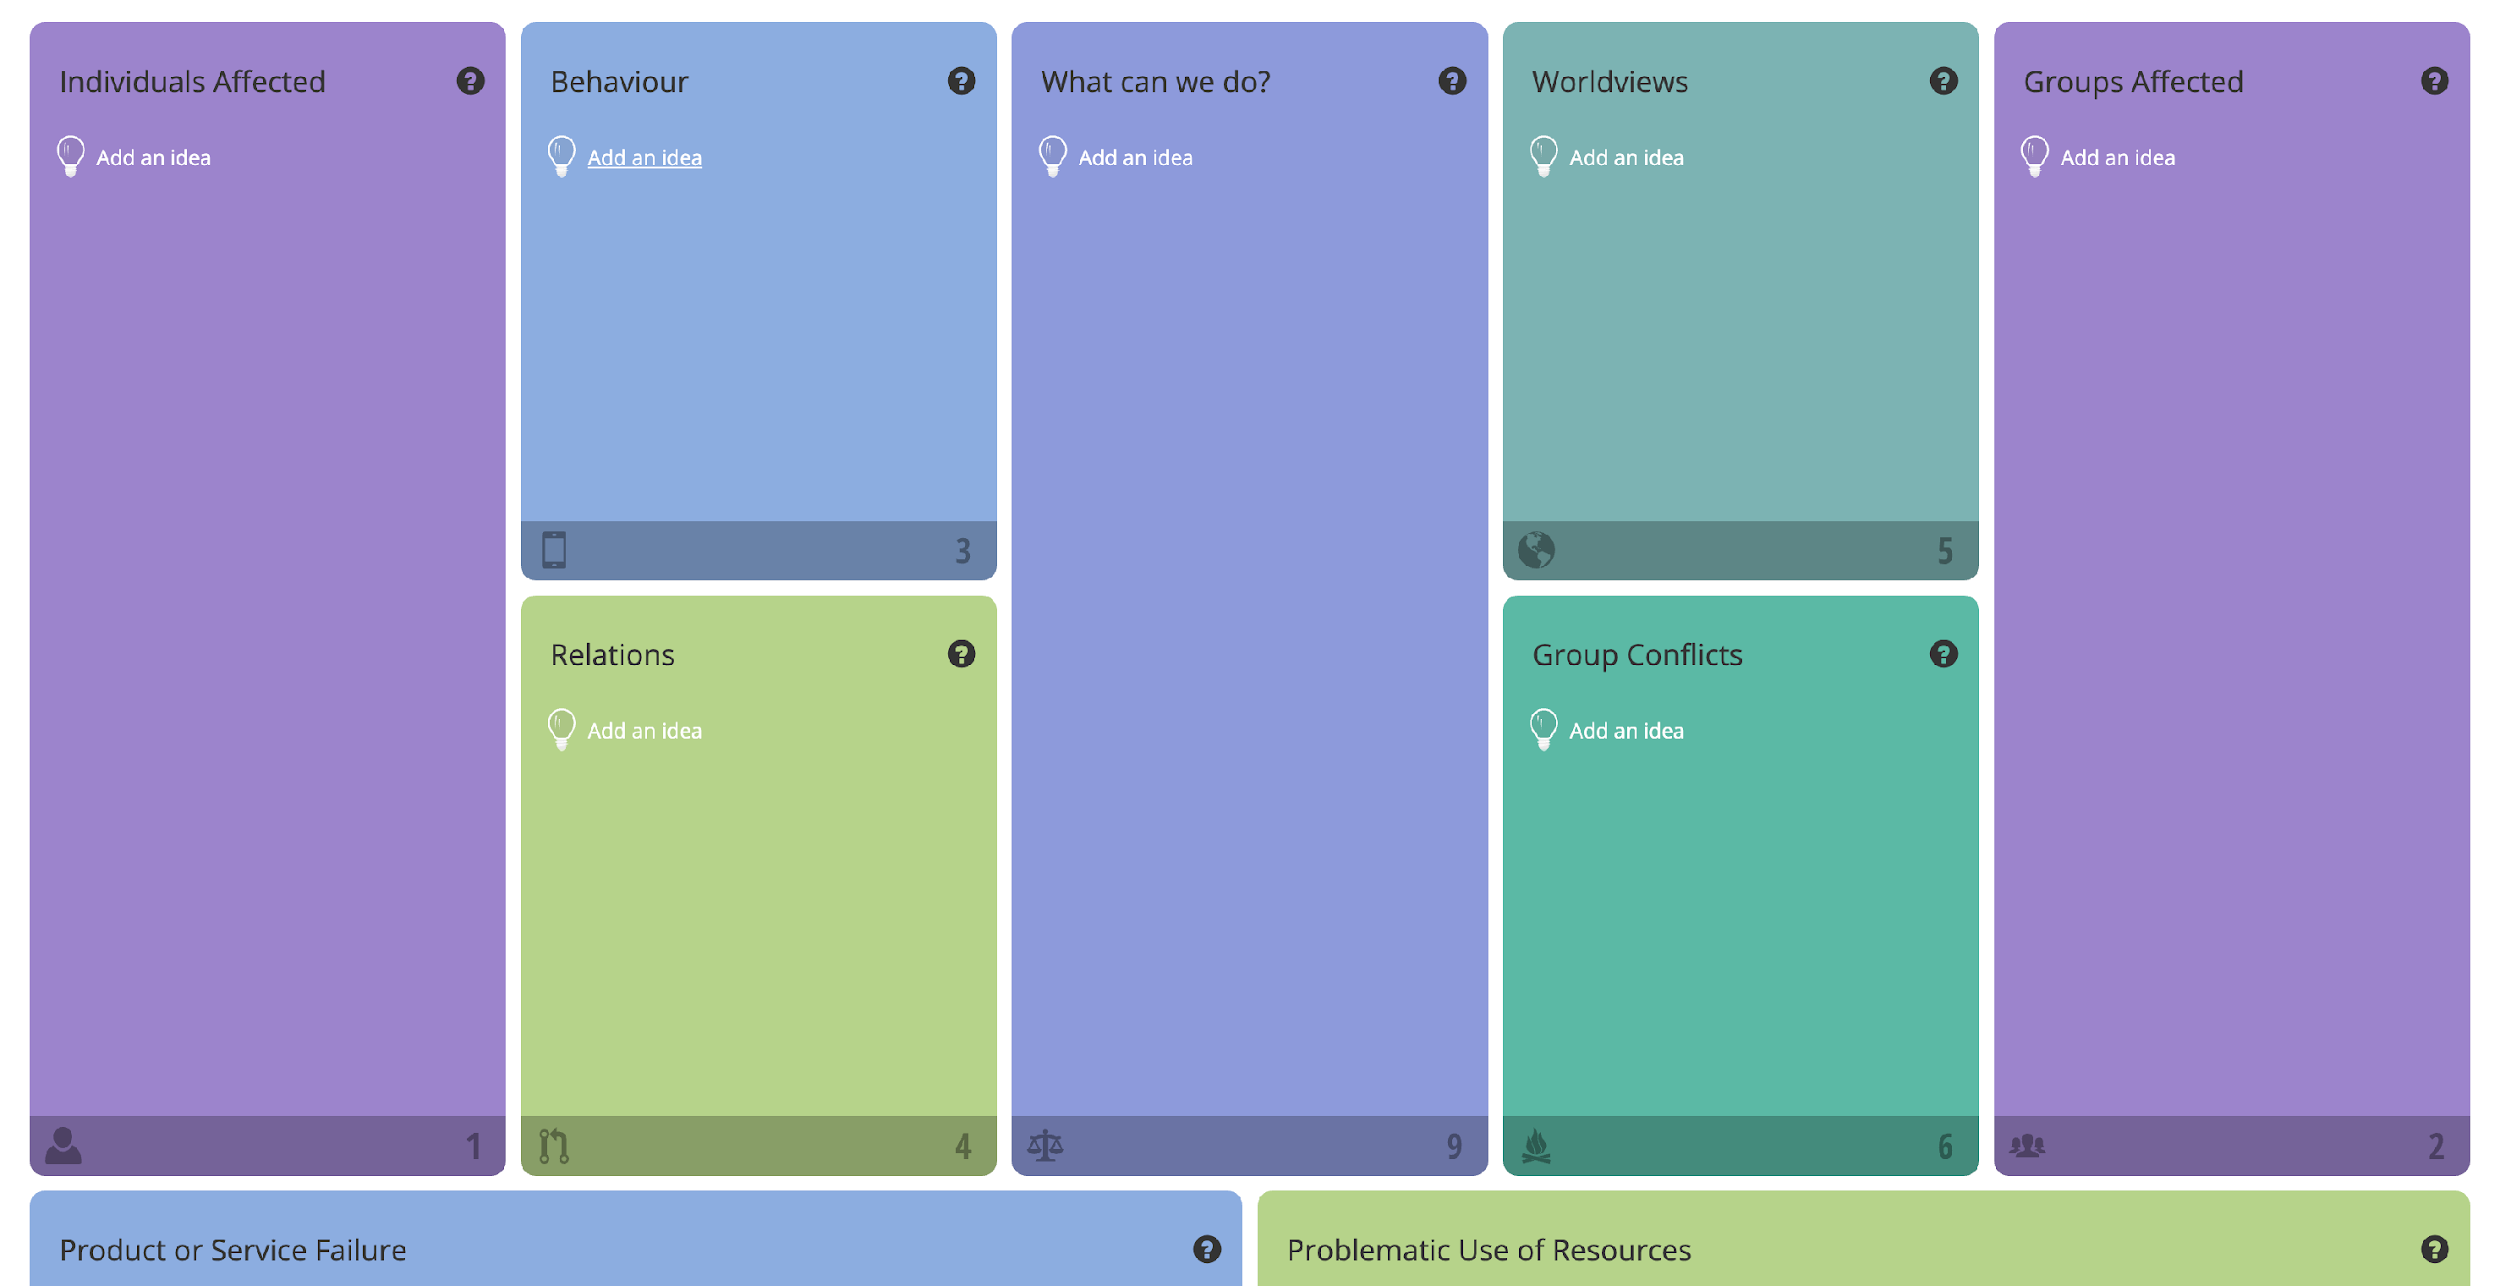 Individuals Affected
Add an idea
1
Behaviour
Add an idea
3
Relations
Add an idea
4
What can we do?
Add an idea
9
Worldviews
Add an idea
5
Group Conflicts
Add an idea
6
Groups Affected
Add an idea
2
Product or Service Failure
Problematic Use of Resources